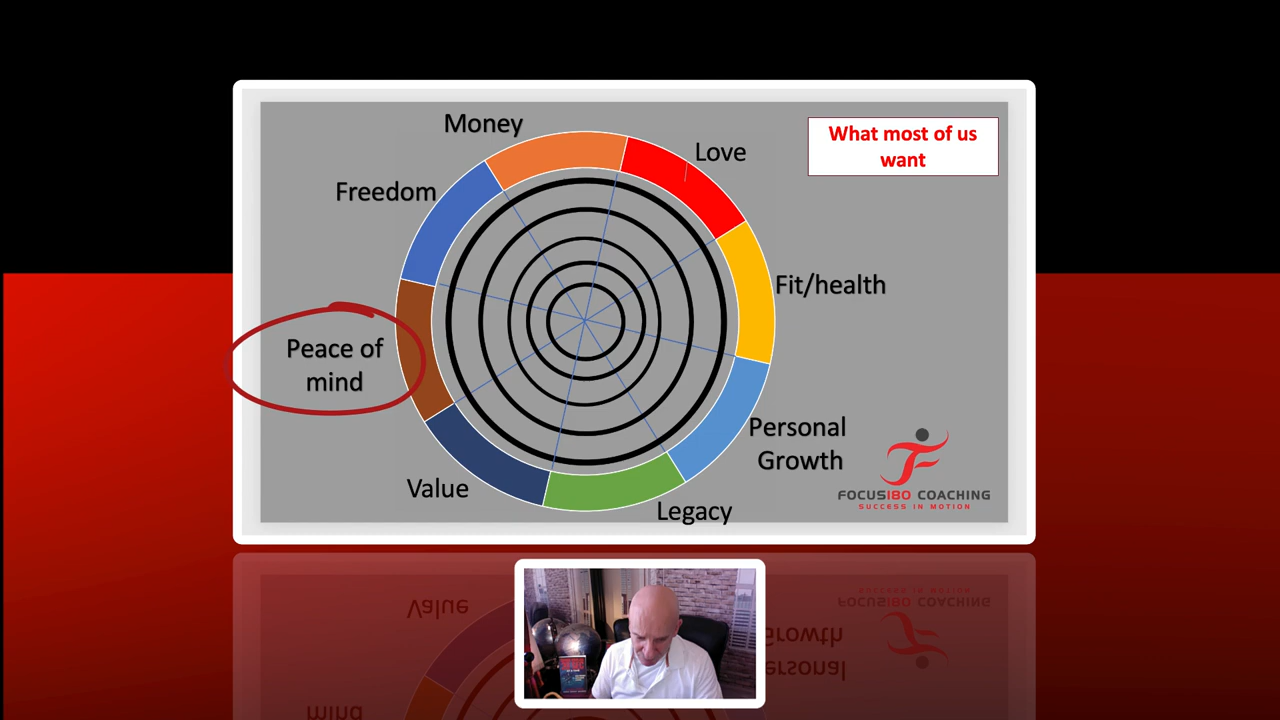 Money
What most of us
want
Love
Freedom
Fit/health
Peace of
mind
Personal
Growth
Value
Legacy
FOCUSIBO COACHING
SUCCESS IN MOTION